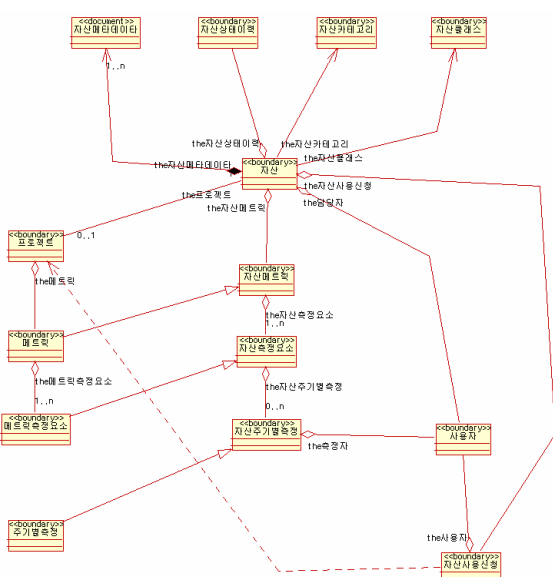 <<document>>
자산메타데이타
<<boundary>>
자산상태이력
<<boundary>>
자산카테고리
<<boundary>>
자산클래스
1..n
the자산상태이력
the자산카테고리
the자산클래스
the자산메타데이타
<<boundary>>
자산
the자산사용신청
the프로젝트
the자산메트릭
the담당자
0..1
<<boundary>>
프로젝트
the메트릭
<<boundary>>
자산메트릭
the자산측정요소
1..n
<<boundary>>
메트릭
<<boundary>>
자산측정요소
the메트릭측정요소
1..n
the자산주기별측정
0..n
<<boundary>>
메트릭측정요소
<<boundary>>
자산주기별측정
the측정자
<<boundary>>
사용자
<<boundary>>
주기별측정
the사용자
<<boundary>>
자산사용신청